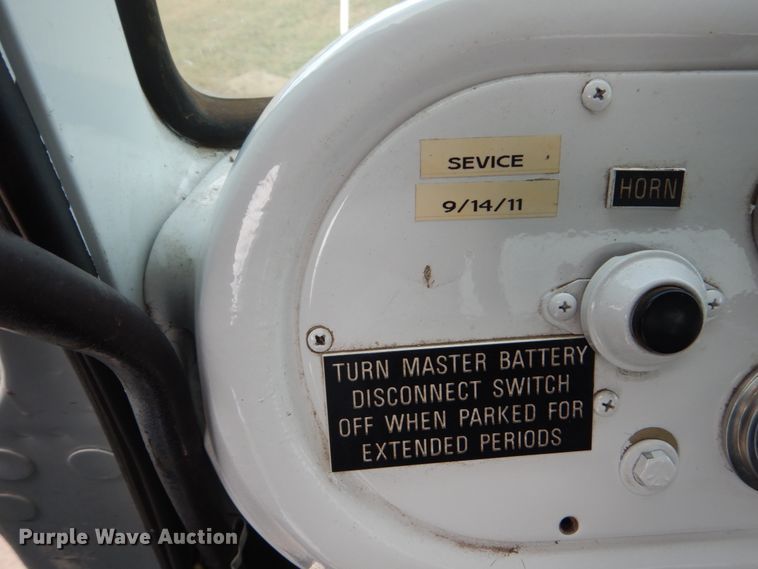 SEVICE
9/14/11
HORN
TURN MASTER BATTERY
DISCONNECT SWITCH
OFF WHEN PARKED FOR
EXTENDED PERIODS
Purple Wave Auction